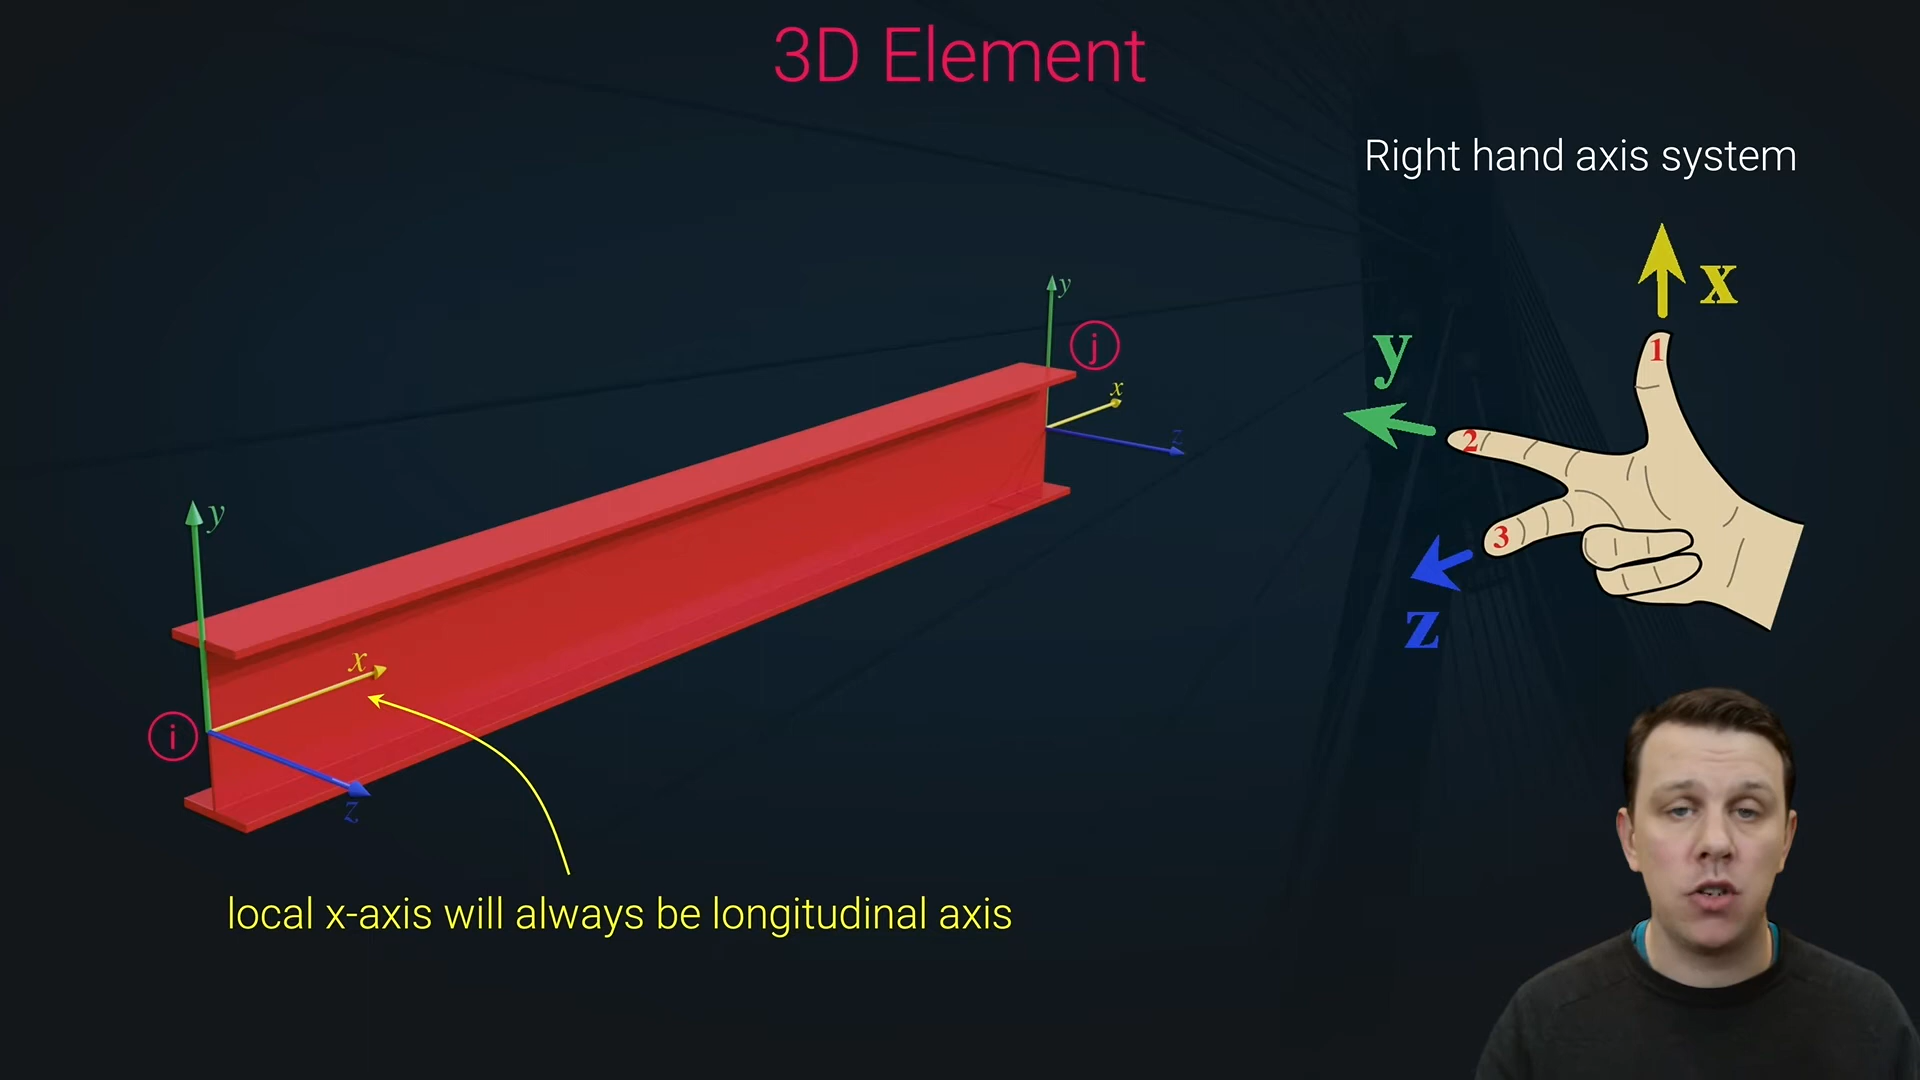 3D Element
Right hand axis system
x
y
1
2
3
z
y
j
x
z
y
x
i
z
local x-axis will always be longitudinal axis